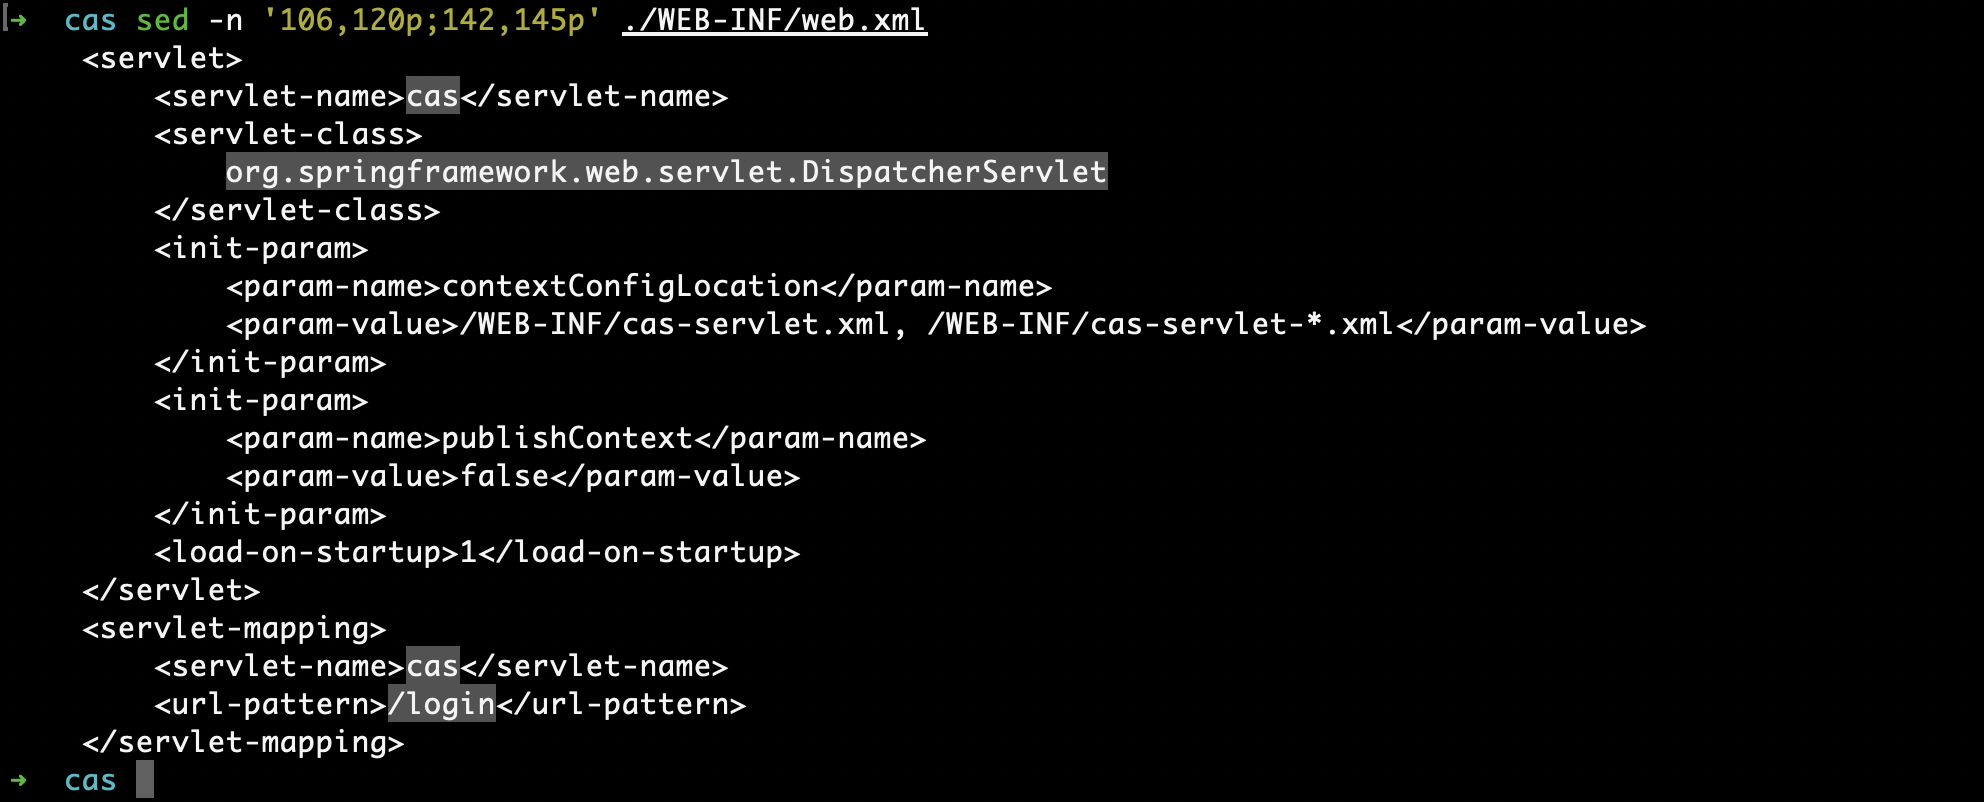 ➜  cas sed -n '106,120p;142,145p' ./WEB-INF/web.xml
    <servlet>
        <servlet-name>cas</servlet-name>
        <servlet-class>
            org.springframework.web.servlet.DispatcherServlet
        </servlet-class>
        <init-param>
            <param-name>contextConfigLocation</param-name>
            <param-value>/WEB-INF/cas-servlet.xml, /WEB-INF/cas-servlet-*.xml</param-value>
        </init-param>
        <init-param>
            <param-name>publishContext</param-name>
            <param-value>false</param-value>
        </init-param>
        <load-on-startup>1</load-on-startup>
    </servlet>
    <servlet-mapping>
        <servlet-name>cas</servlet-name>
        <url-pattern>/login</url-pattern>
    </servlet-mapping>
➜  cas